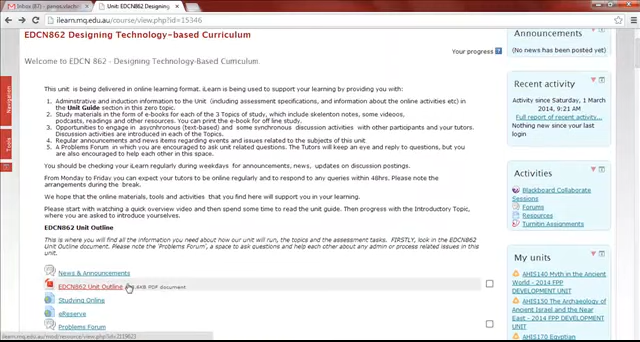 Unit: EDCN862 Designing
ilearn.mq.edu.au/course/view.php?id=15346
EDCN862 Designing Technology-based Curriculum
Your progress
Welcome to EDCN 862 - Designing Technology-Based Curriculum.
This unit is being delivered in online learning format. iLearn is being used to support your learning by providing you with:
1. Adminstrative and induction information to the Unit (including assessment specifications, and information about the online activities etc) in
the Unit Guide section in this zero topic.
2. Study materials in the form of e-books for each of the 3 Topics of study, which include skelenton notes, some videoos,
podcasts, readings and other resources. You can print the e-book for off line study.
3. Opportunities to engage in asyonhronous (text-based) and some synchronous discussion activities with other participants and your tutors.
Discussion activities are introduced in each of the Topics.
4. Regular announcements and news items regarding events and issues related to the subjects of this unit.
5. A Problems Forum in which you are encouraged to ask unit related questions. The Tutors will keep an eye and reply to questions, but you
are also encouraged to help each other in this space.
You should be checking your iLearn regularly during weekdays for announcements, news, updates on discussion postings.
From Monday to Friday you can expect your tutors to be online regularly and to respond to any queries within 48hrs. Please note the
arrangements during the break.
We hope that the online materials, tools and activities that you find here will support you in your learning.
Please start with watching a quick overview video and then spend some time to read the unit guide. Then progress with the Introductory Topic,
where you are asked to introduce yourselves.
EDCN862 Unit Outline
This is where you will find all the information you need about how our unit will run, the topics and the assessment tasks. FIRSTLY, look in the EDCN862
Unit Outline document. Please note the 'Problems Forum', a space to ask questions and help each other about any admin or process related issues in this
unit.
News & Announcements
EDCN862 Unit Outline
PDF document
Studying Online
eReserve
Problems Forum
Navigation
Tools
Announcements
(No news has been posted yet)
Recent activity
Activity since Saturday, 1 March
2014, 9:21 AM
Full report of recent activity...
Nothing new since your last
login
Activities
Blackboard Collaborate
Sessions
Forums
Resources
Turnitin Assignments
My units
AHIS140 Myth in the Ancient
World - 2014 FPP
DEVELOPMENT UNIT
AHIS150 The Archaeology of
Ancient Israel and the Near
East - 2014 FPP
DEVELOPMENT UNIT
AHIS170 Egyptian